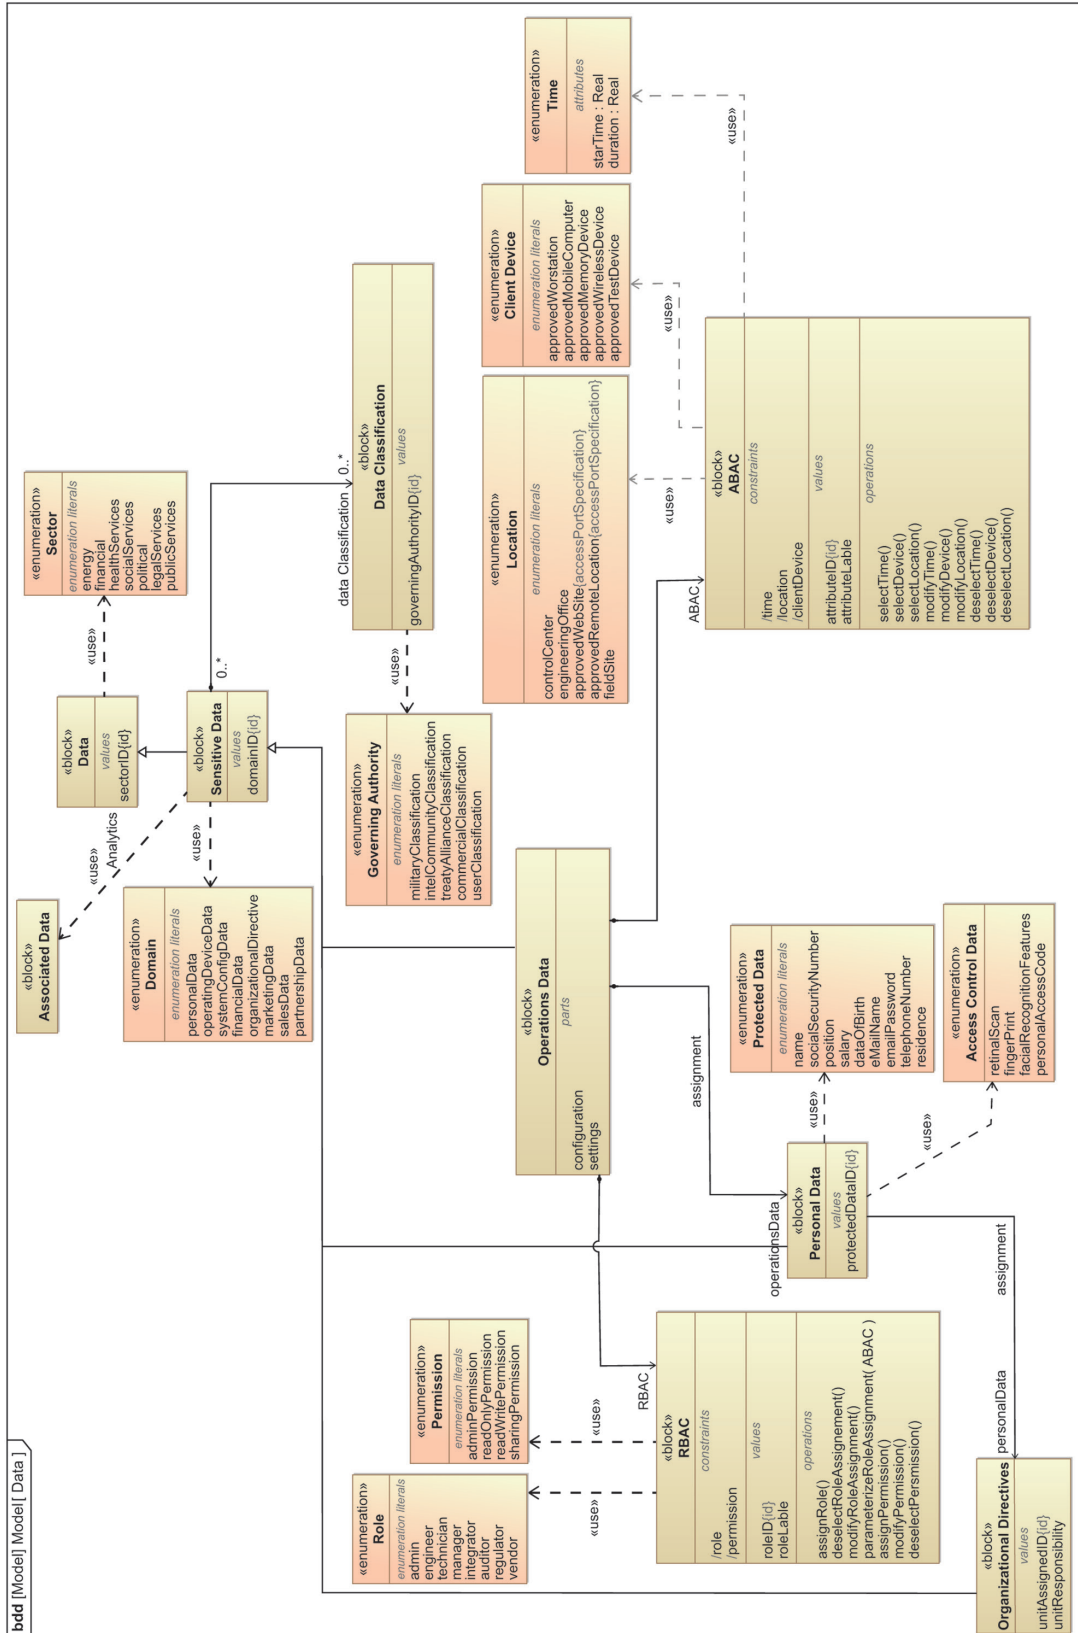 bdd [Model] Model[ Data ]
«block»
Associated Data
«use»
Analytics
«block»
Data
values
sectorID{id}
«use»
«enumeration»
Sector
enumeration literals
energy
financial
healthServices
socialServices
political
legalServices
publicServices
«enumeration»
Domain
enumeration literals
personalData
operatingDeviceData
systemConfigData
financialData
organizationalDirective
marketingData
salesData
partnershipData
«use»
«block»
Sensitive Data
values
domainID{id}
0..*
data Classification
0..*
«block»
Data Classification
values
governingAuthorityID{id}
«use»
«enumeration»
Governing Authority
enumeration literals
militaryClassification
intelCommunityClassification
treatyAllianceClassification
commercialClassification
userClassification
«enumeration»
Location
enumeration literals
controlCenter
engineeringOffice
approvedWebSite{accessPortSpecification}
approvedRemoteLocation{accessPortSpecification}
fieldSite
«enumeration»
Client Device
enumeration literals
approvedWorstation
approvedMobileComputer
approvedMemoryDevice
approvedWirelessDevice
approvedTestDevice
«enumeration»
Time
attributes
starTime : Real
duration : Real
«use»
«use»
«use»
«block»
Operations Data
parts
configuration
settings
ABAC
«block»
ABAC
constraints
/time
/location
/clientDevice
values
attributeID{id}
attributeLable
operations
selectTime()
selectDevice()
selectLocation()
modifyTime()
modifyDevice()
modifyLocation()
deselectTime()
deselectDevice()
deselectLocation()
«enumeration»
Role
enumeration literals
admin
engineer
technician
manager
integrator
auditor
regulator
vendor
«enumeration»
Permission
enumeration literals
adminPermission
readOnlyPermission
readWritePermission
sharingPermission
«use»
«use»
RBAC
«block»
RBAC
constraints
/role
/permission
values
roleID{id}
roleLable
operations
assignRole()
deselectRoleAssignement()
modifyRoleAssignment()
parameterizeRoleAssignment( ABAC )
assignPermission()
modifyPermission()
deselectPersmission()
assignment
operationsData
«block»
Personal Data
values
protectedDataID{id}
«use»
«enumeration»
Protected Data
enumeration literals
name
socialSecurityNumber
position
salary
dataOfBirth
eMailName
emailPassword
telephoneNumber
residence
«use»
«enumeration»
Access Control Data
retinalScan
fingerPrint
facialRecognitionFeatures
personalAccessCode
assignment
personalData
«block»
Organizational Directives
values
unitAssignedID{id}
unitResponsibility